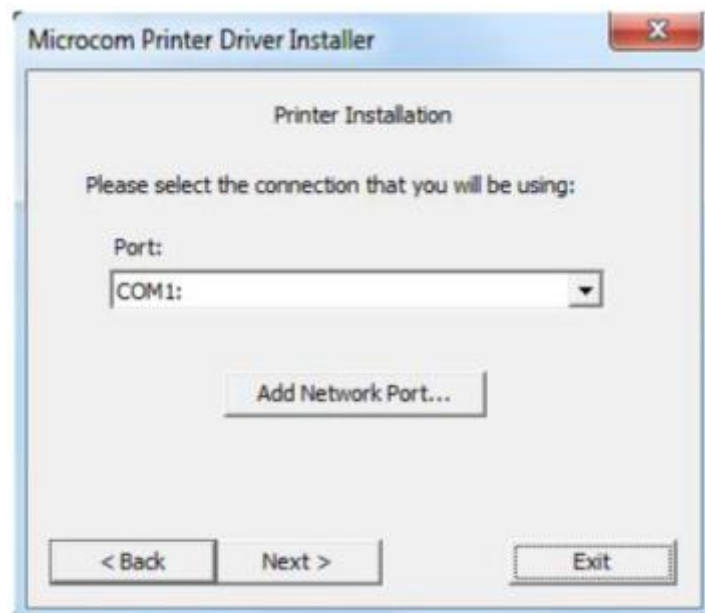 Microcom Printer Driver Installer
Printer Installation
Please select the connection that you will be using:
Port:
COM1:
Add Network Port...
< Back Next > Exit